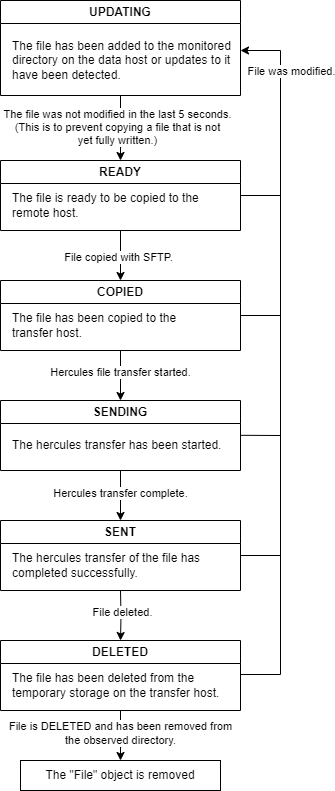 UPDATING
The file has been added to the monitored
directory on the data host or updates to it
have been detected.
File was modified.
The file was not modified in the last 5 seconds.
(This is to prevent copying a file that is not
yet fully written.)
READY
The file is ready to be copied to the
remote host.
File copied with SFTP.
COPIED
The file has been copied to the
transfer host.
Hercules file transfer started.
SENDING
The hercules transfer has been started.
Hercules transfer complete.
SENT
The hercules transfer of the file has
completed successfully.
File deleted.
DELETED
The file has been deleted from the
temporary storage on the transfer host.
File is DELETED and has been removed from
the observed directory.
The "File" object is removed